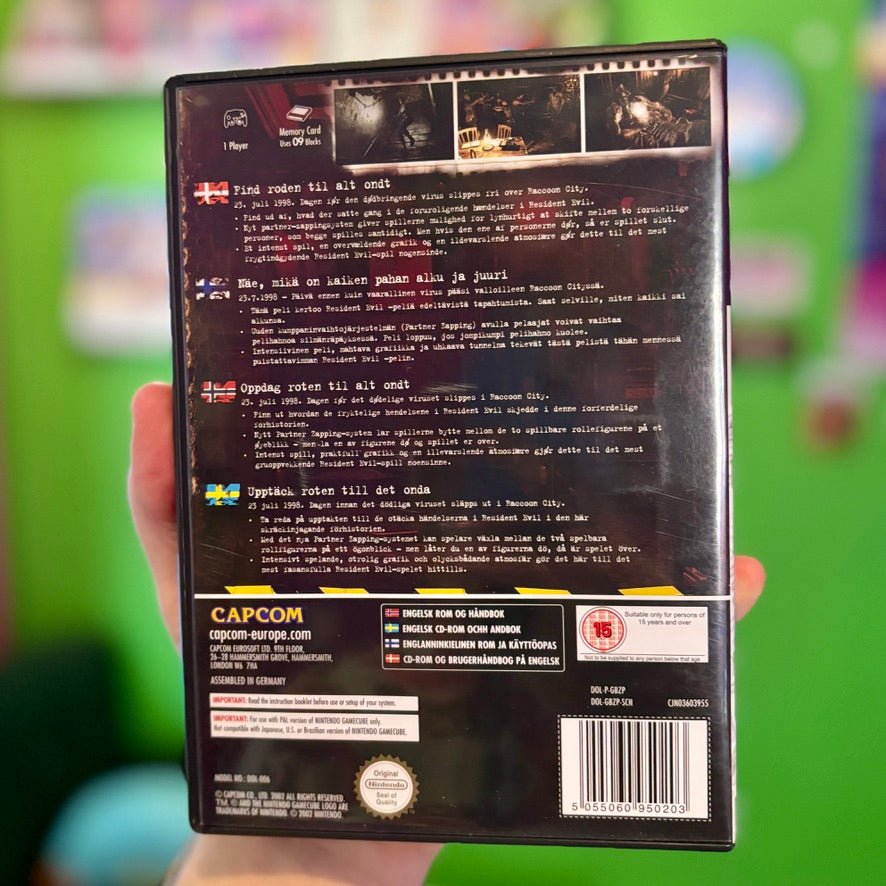 1 Player
Memory Card
Uses 09 Blocks
Find roden til alt ondt
23. juli 1998. Dagen før den dødbringende virus slippes fri over Raccoon City.
• Find ud af, hvad der satte gang i de foruroligende hændelser i Resident Evil.
• Nyt partner-zappingsystem giver spillerne mulighed for lynhurtigt at skifte mellem to forskellige
personer, som begge spilles samtidigt. Men hvis den ene af personerne dør, så er spillet slut.
• Et intenst spil, en overvældende grafik og en ildevarslende atmosfære gør dette til det mest
frygtindgydende Resident Evil-spil nogensinde.
Näe, mikä on kaiken pahan alku ja juuri
23.7.1998 – Päivä ennen kuin vaarallinen virus pääsi valloilleen Raccoon Cityssä.
• Tämä peli kertoo Resident Evil -peliä edeltävistä tapahtumista. Saat selville, miten kaikki sai
alkunsa.
• Uuden kumppaninvaihtojärjestelmän (Partner Zapping) avulla pelaajat voivat vaihtaa
pelihahmoa silmänräpäyksessä. Peli loppuu, jos jompikumpi pelihahmo kuolee.
• Intensiivinen peli, mahtava grafiikka ja uhkaava tunnelma tekevät tästä pelistä tähän mennessä
puistattavimman Resident Evil -pelin.
Oppdag roten til alt ondt
23. juli 1998. Dagen før det dødelige viruset slippes i Raccoon City.
• Finn ut hvordan de fryktelige hendelsene i Resident Evil skjedde i denne forferdelige
forhistorien.
• Nytt Partner Zapping-system lar spillerne bytte mellom de to spillbare rollefigurene på et
øyeblikk – men la en av figurene dø og spillet er over.
• Intenst spill, praktfull grafikk og en illevarslende atmosfære gjør dette til det mest
gruoppvekkende Resident Evil-spill noensinne.
Upptäck roten till det onda
23 juli 1998. Dagen innan det dödliga viruset släpps ut i Raccoon City.
• Ta reda på upptakten till de otäcka händelserna i Resident Evil i den här
skräckinjagande förhistorien.
• Med det nya Partner Zapping-systemet kan spelare växla mellan de två spelbara
rollfigurerna på ett ögonblick – men låter du en av figurerna dö, då är spelet över.
• Intensivt spelande, otrolig grafik och olycksbådande atmosfär gör det här till det
mest fasansfulla Resident Evil-spelet hittills.
CAPCOM
capcom-europe.com
CAPCOM EUROSOFT LTD. 9TH FLOOR,
26–28 HAMMERSMITH GROVE, HAMMERSMITH,
LONDON W6 7HA
ASSEMBLED IN GERMANY
ENGELSK ROM OG HÅNDBOK
ENGELSK CD-ROM OCHH ANDBOK
ENGLANNINKIELINEN ROM JA KÄYTTÖOPAS
CD-ROM OG BRUGERHÅNDBOG PÅ ENGELSK
15
Suitable only for persons of
15 years and over
Not to be supplied to any person below that age
IMPORTANT: Read the instruction booklet before use or setup of your system.
IMPORTANT: For use with PAL version of NINTENDO GAMECUBE only.
Not compatible with Japanese, U.S. or Brazilian version of NINTENDO GAMECUBE.
DOL-P-GBZP
DOL-GBZP-SCN CJN0360395S
MODEL NO.: DOL-006
© CAPCOM CO., LTD. 2002 ALL RIGHTS RESERVED.
TM, ® AND THE NINTENDO GAMECUBE LOGO ARE
TRADEMARKS OF NINTENDO. © 2002 NINTENDO.
Original
Nintendo
Seal of
Quality
5 055060 950203